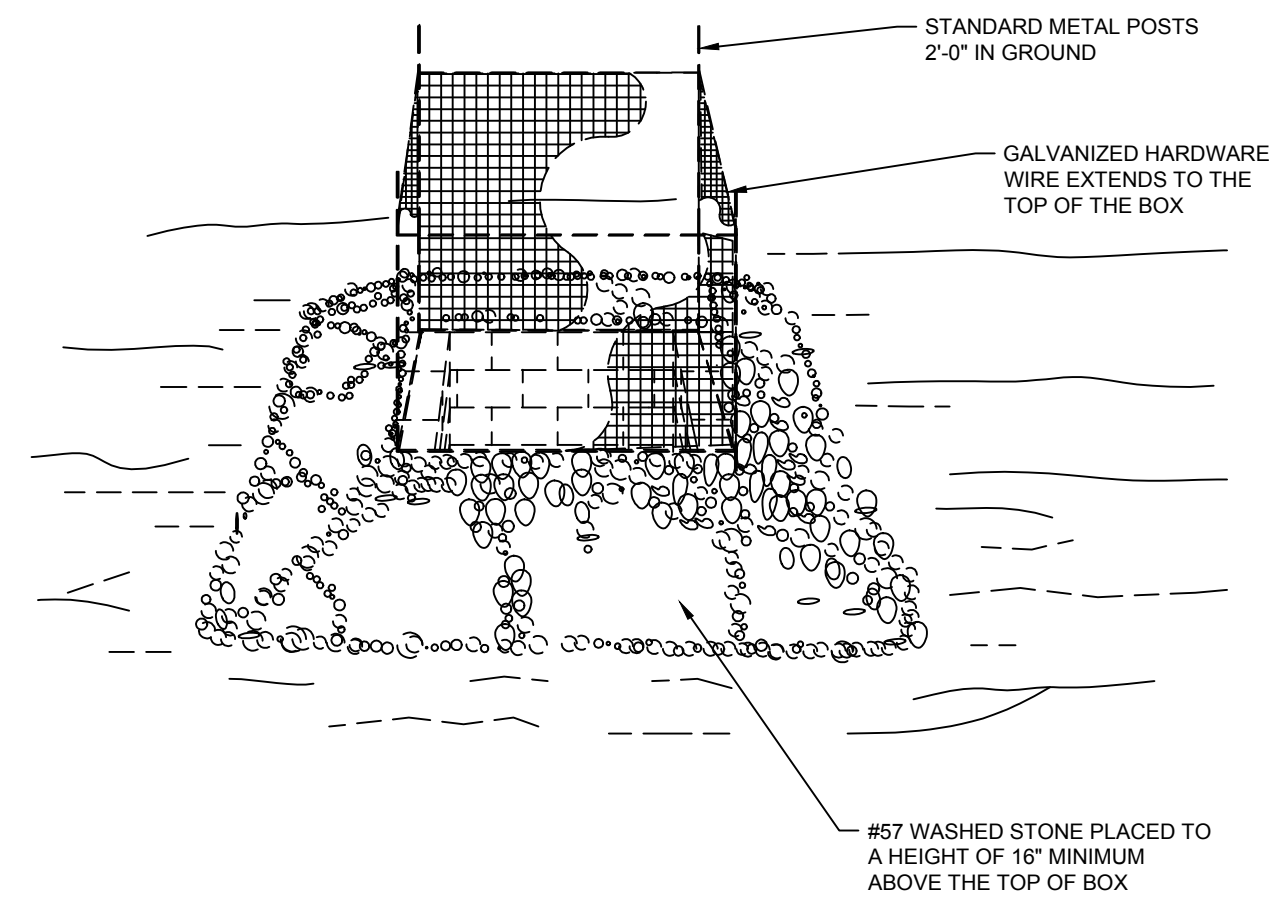 STANDARD METAL POSTS
2'-0" IN GROUND
GALVANIZED HARDWARE
WIRE EXTENDS TO THE
TOP OF THE BOX
#57 WASHED STONE PLACED TO
A HEIGHT OF 16" MINIMUM
ABOVE THE TOP OF BOX